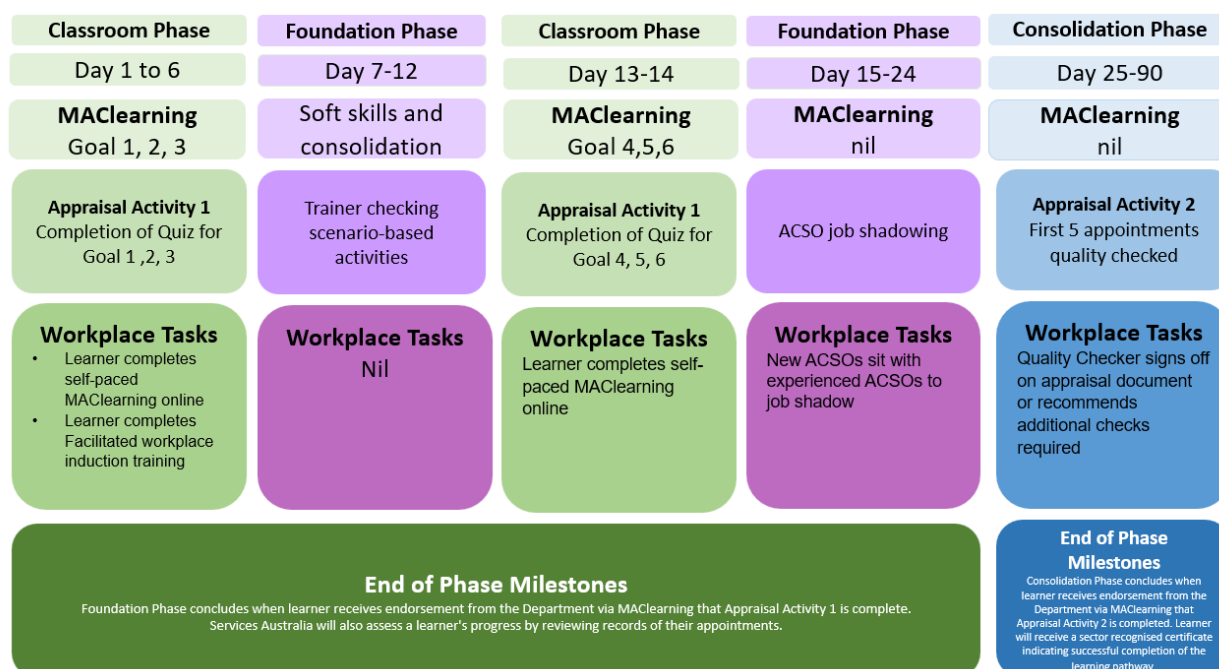 Classroom Phase
Day 1 to 6
MAClearning
Goal 1, 2, 3
Appraisal Activity 1
Completion of Quiz for
Goal 1 ,2, 3
Workplace Tasks
• Learner completes
self-paced
MAClearning online
• Learner completes
Facilitated workplace
induction training
Foundation Phase
Day 7-12
Soft skills and
consolidation
Trainer checking
scenario-based
activities
Workplace Tasks
Nil
Classroom Phase
Day 13-14
MAClearning
Goal 4,5,6
Appraisal Activity 1
Completion of Quiz for
Goal 4, 5, 6
Workplace Tasks
Learner completes self-
paced MAClearning
online
Foundation Phase
Day 15-24
MAClearning
nil
ACSO job shadowing
Workplace Tasks
New ACSOs sit with
experienced ACSOs to
job shadow
Consolidation Phase
Day 25-90
MAClearning
nil
Appraisal Activity 2
First 5 appointments
quality checked
Workplace Tasks
Quality Checker signs off
on appraisal document
or recommends
additional checks
required
End of Phase Milestones
Foundation Phase concludes when learner receives endorsement from the Department via MAClearning that Appraisal Activity 1 is complete.
Services Australia will also assess a learner's progress by reviewing records of their appointments.
End of Phase
Milestones
Consolidation Phase concludes when
learner receives endorsement from the
Department via MAClearning that
Appraisal Activity 2 is completed. Learner
will receive a sector recognised certificate
indicating successful completion of the
learning pathway